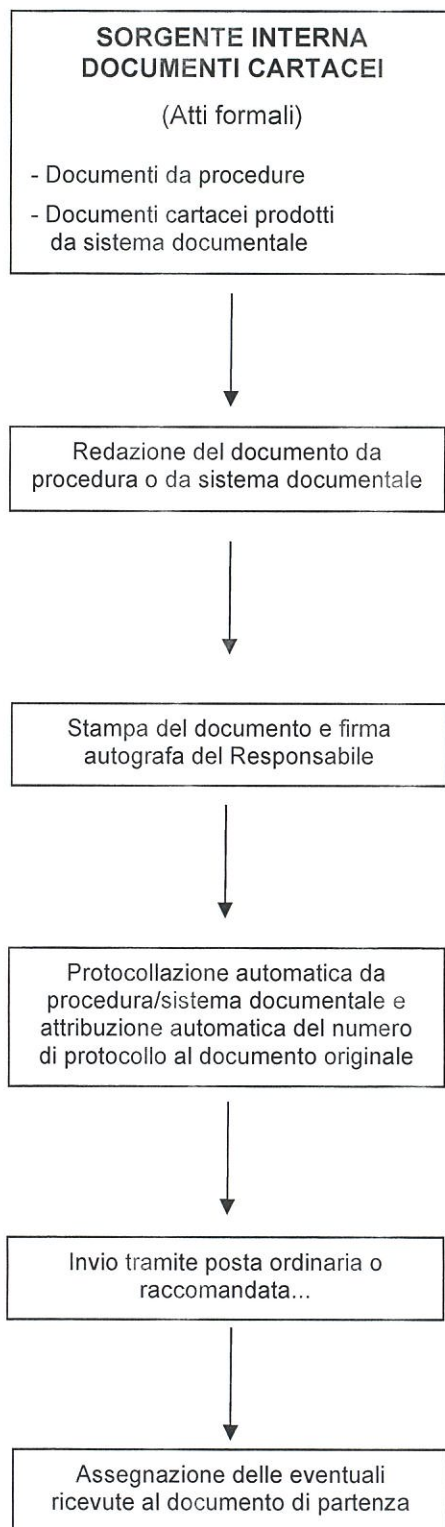 SORGENTE INTERNA
DOCUMENTI CARTACEI
(Atti formali)
- Documenti da procedure
- Documenti cartacei prodotti
da sistema documentale
Redazione del documento da
procedura o da sistema documentale
Stampa del documento e firma
autografa del Responsabile
Protocollazione automatica da
procedura/sistema documentale e
attribuzione automatica del numero
di protocollo al documento originale
Invio tramite posta ordinaria o
raccomandata...
Assegnazione delle eventuali
ricevute al documento di partenza